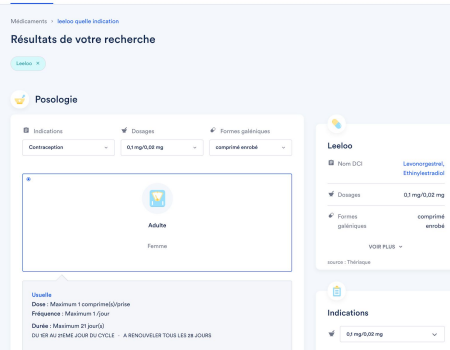 Médicaments > leeloo quelle indication
Résultats de votre recherche
Leeloo ×
Posologie
Indications
Dosages
Formes galéniques
Contraception
0,1 mg/0,02 mg
comprimé enrobé
Adulte
Femme
Usuelle
Dose : Maximum 1 comprime(s)/prise
Fréquence : Maximum 1 /jour
Durée : Maximum 21 jour(s)
DU 1ER AU 21EME JOUR DU CYCLE - A RENOUVELER TOUS LES 28 JOURS
Leeloo
Nom DCI
Levonorgestrel,
Ethinylestradiol
Dosages
0,1 mg/0,02 mg
Formes
galéniques
comprimé
enrobé
VOIR PLUS
source : Thériaque
Indications
0,1 mg/0,02 mg